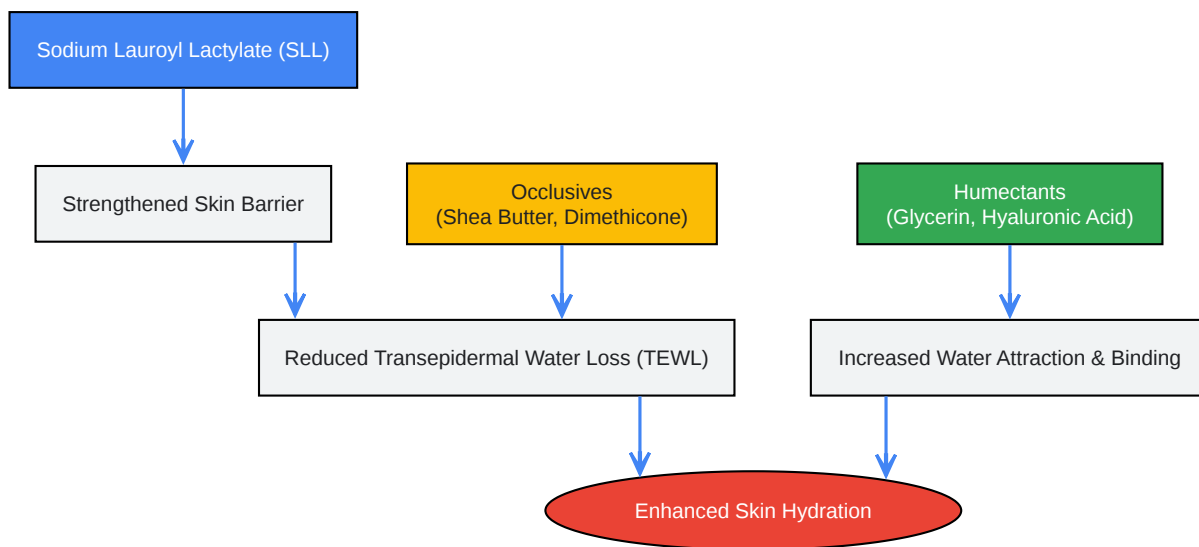 Sodium Lauroyl Lactylate (SLL)
Strengthened Skin Barrier
Occlusives
(Shea Butter, Dimethicone)
Humectants
(Glycerin, Hyaluronic Acid)
Reduced Transepidermal Water Loss (TEWL)
Increased Water Attraction & Binding
Enhanced Skin Hydration